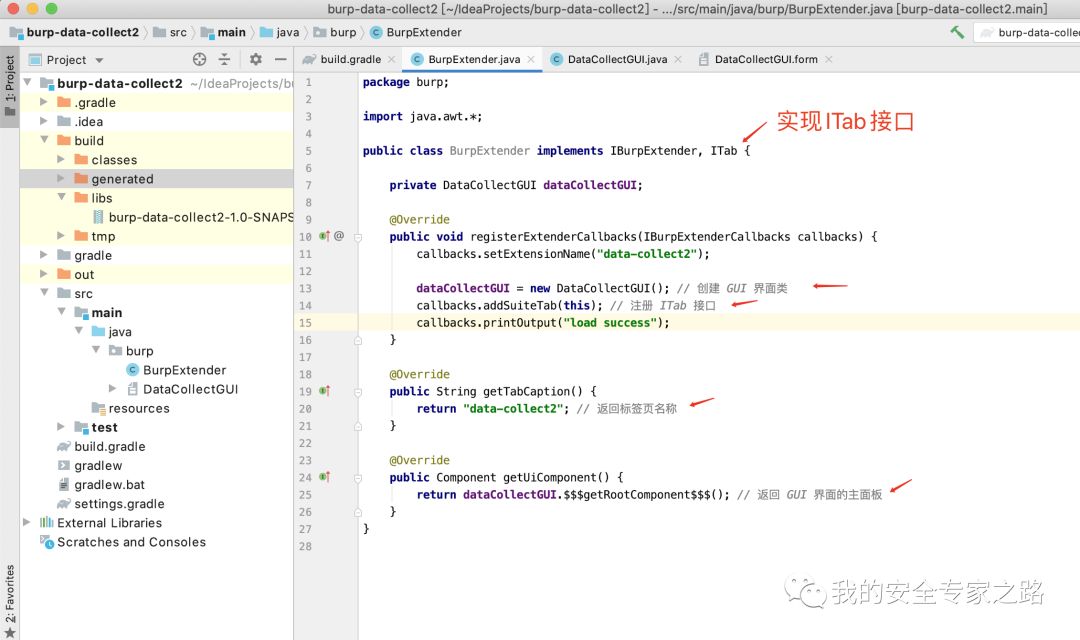 burp-data-collect2 [~/IdeaProjects/burp-data-collect2] - .../src/main/java/burp/BurpExtender.java [burp-data-collect2.main]
burp-data-collect2 src main java burp BurpExtender burp-data-collec
Project
BurpExtender.java
build.gradle
DataCollectGUI.java
DataCollectGUI.form
1: Project
burp-data-collect2 ~/IdeaProjects/bu
.gradle
.idea
build
classes
generated
libs
burp-data-collect2-1.0-SNAPS
tmp
gradle
out
src
main
java
burp
BurpExtender
DataCollectGUI
resources
test
build.gradle
gradlew
gradlew.bat
settings.gradle
External Libraries
Scratches and Consoles
2: Favorites
1 package burp;
2
3 import java.awt.*;
4
实现ITab接口
5 public class BurpExtender implements IBurpExtender, ITab {
6
7 private DataCollectGUI dataCollectGUI;
8
9 @Override
10 @ public void registerExtenderCallbacks(IBurpExtenderCallbacks callbacks) {
11 callbacks.setExtensionName("data-collect2");
12
13 dataCollectGUI = new DataCollectGUI(); // 创建 GUI 界面类
14 callbacks.addSuiteTab(this); // 注册 ITab 接口
15 callbacks.printOutput("load success");
16 }
17
18 @Override
19 public String getTabCaption() {
20 return "data-collect2"; // 返回标签页名称
21 }
22
23 @Override
24 public Component getUiComponent() {
25 return dataCollectGUI.$$$getRootComponent$$$(); // 返回 GUI 界面的主面板
26 }
27 }
28
我的安全专家之路